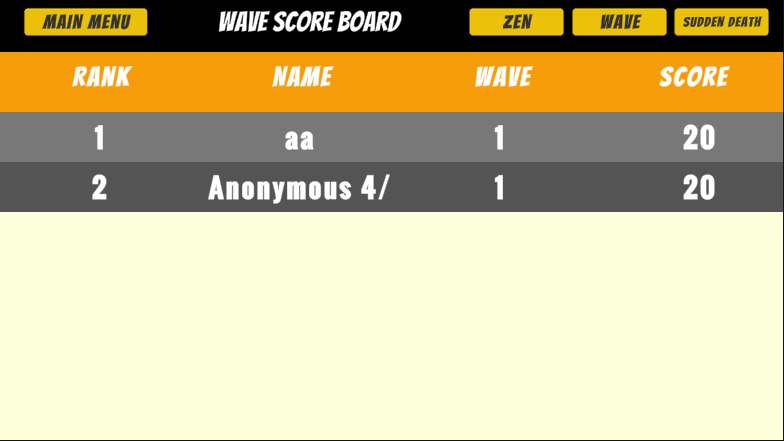 MAIN MENU WAVE SCORE BOARD ZEN WAVE SUDDEN DEATH
RANK NAME WAVE SCORE
1 aa 1 20
2 Anonymous 4/ 1 20